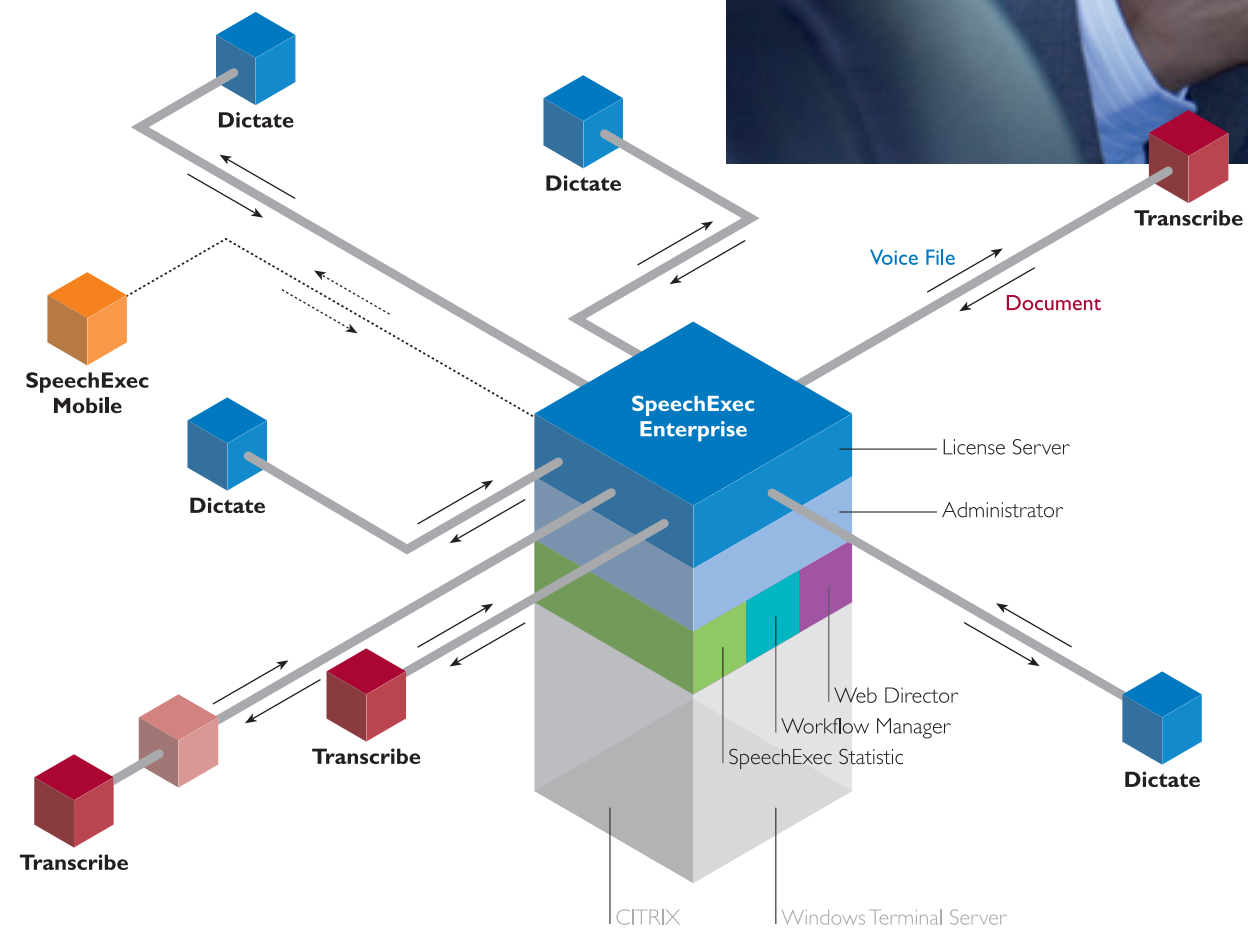 Dictate
Dictate
Transcribe
Voice File
Document
SpeechExec
Mobile
SpeechExec
Enterprise
License Server
Dictate
Administrator
Web Director
Workflow Manager
SpeechExec Statistic
Transcribe
Dictate
Transcribe
CITRIX
Windows Terminal Server